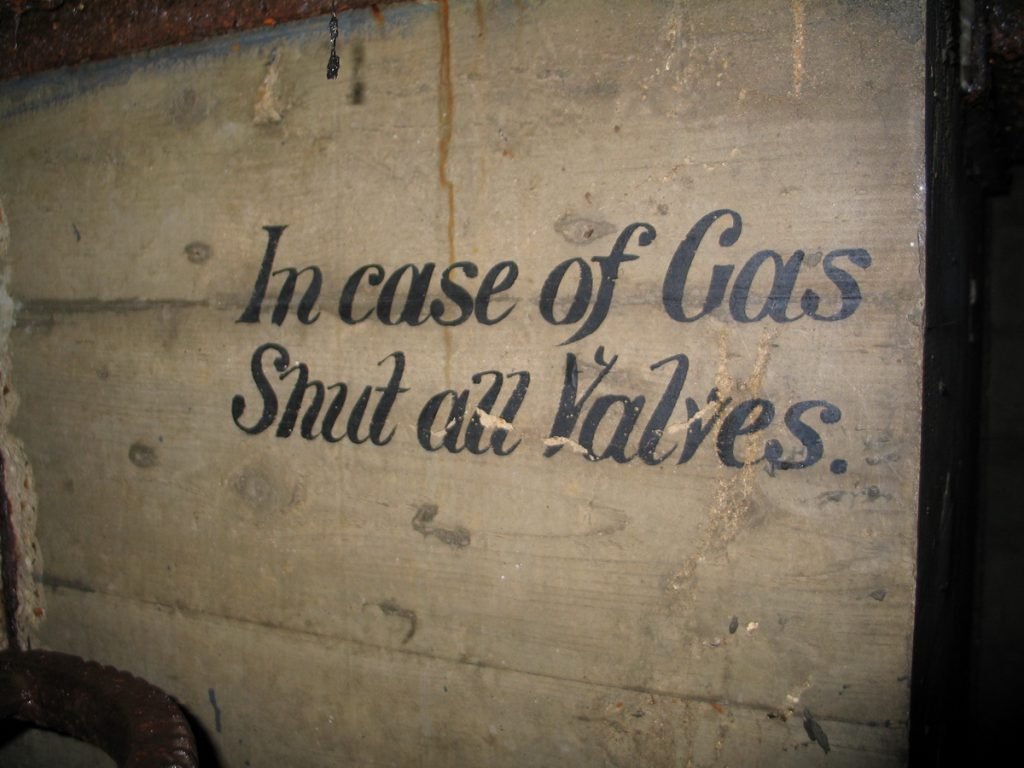 In case of Gas
Shut all Valves.